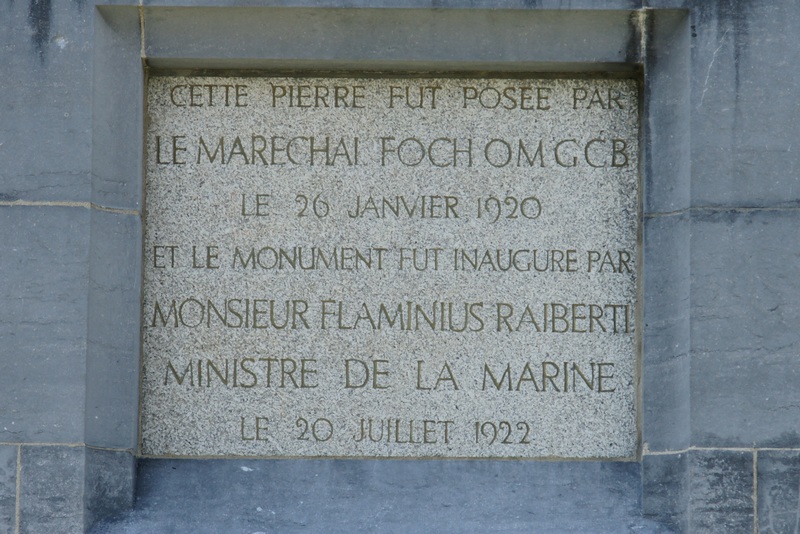 CETTE PIERRE FUT POSÉE PAR
LE MARECHAL FOCH O M G C B
LE 26 JANVIER 1920
ET LE MONUMENT FUT INAUGURE PAR
MONSIEUR FLAMINIUS RAIBERTI
MINISTRE DE LA MARINE
LE 20 JUILLET 1922